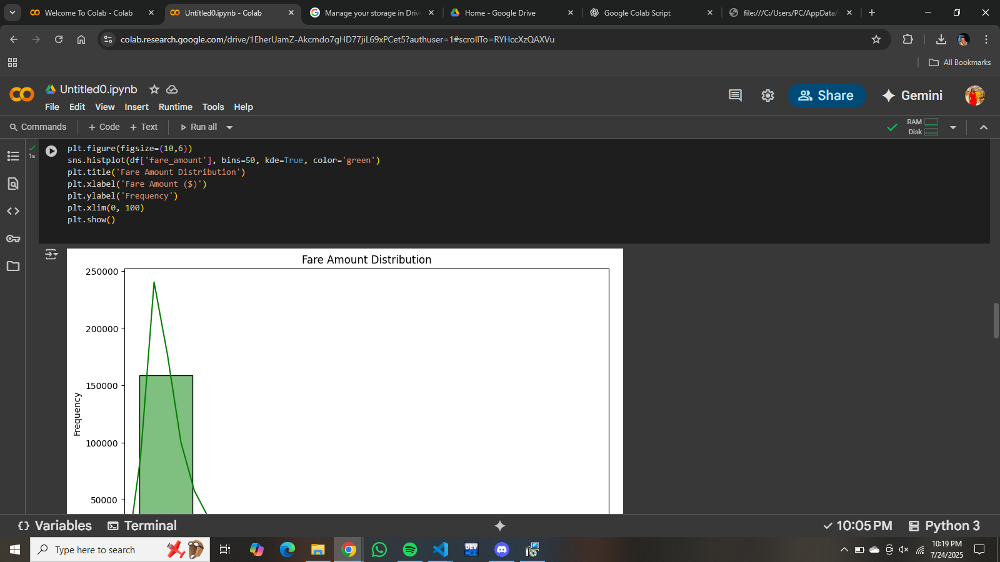 Welcome To Colab - Colab
Untitled0.ipynb - Colab
Manage your storage in Driv
Home - Google Drive
Google Colab Script
file:///C:/Users/PC/AppData/
colab.research.google.com/drive/1EherUamZ-Akcmdo7gHD77jiL69xPCet5?authuser=1#scrollTo=RYHccXzQAXVu
All Bookmarks
Untitled0.ipynb
Share
Gemini
File Edit View Insert Runtime Tools Help
Commands + Code + Text Run all
RAM
Disk
1s
plt.figure(figsize=(10,6))
sns.histplot(df['fare_amount'], bins=50, kde=True, color='green')
plt.title('Fare Amount Distribution')
plt.xlabel('Fare Amount ($)')
plt.ylabel('Frequency')
plt.xlim(0, 100)
plt.show()
Fare Amount Distribution
250000
200000
150000
100000
50000
Frequency
Variables Terminal
10:05 PM Python 3
Type here to search
DEV
10:19 PM
7/24/2025